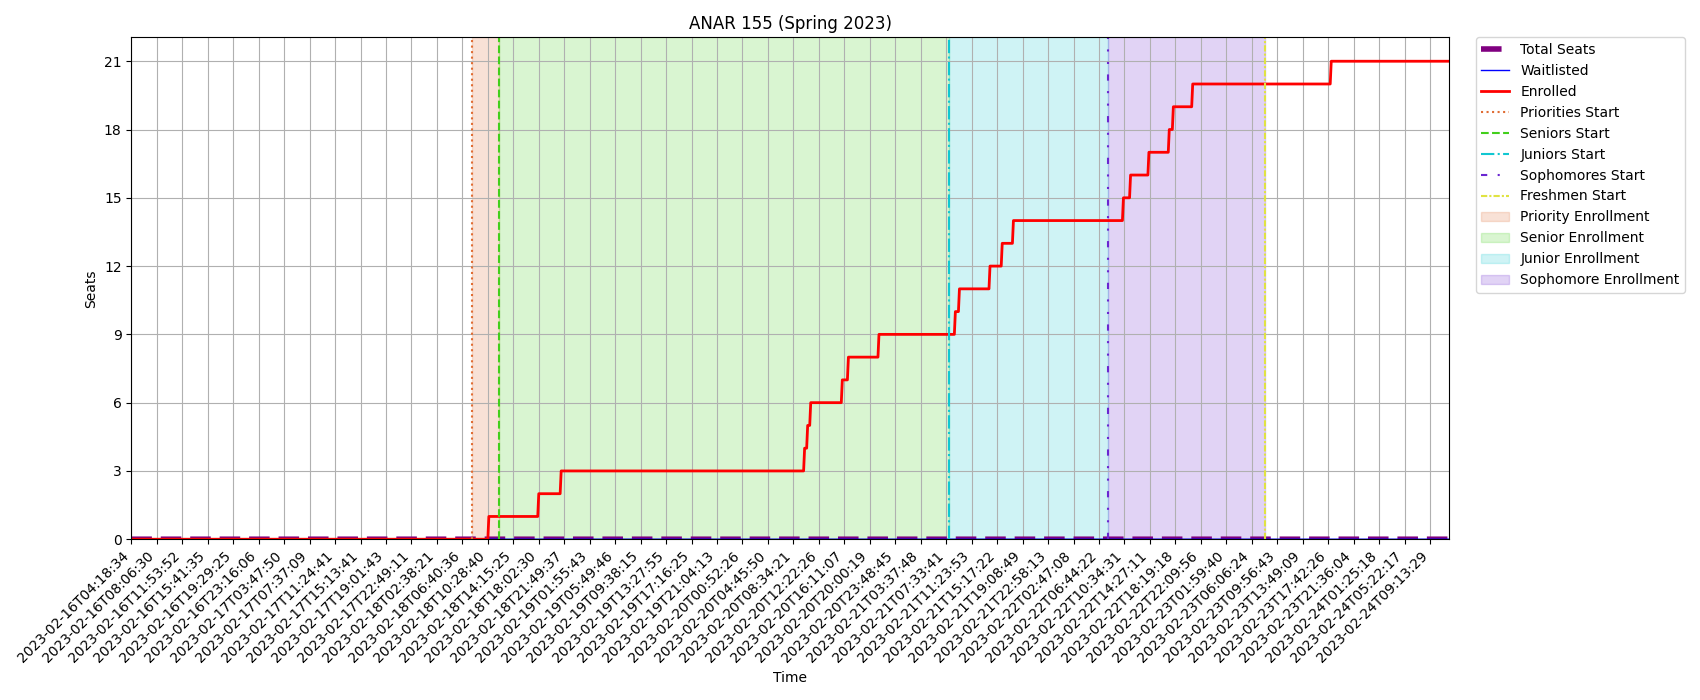 ANAR 155 (Spring 2023)
Seats
21
18
15
12
9
6
3
0
2023-02-16T04:18:34
2023-02-16T08:06:30
2023-02-16T11:53:52
2023-02-16T15:41:35
2023-02-16T19:29:25
2023-02-16T23:16:06
2023-02-17T03:47:50
2023-02-17T07:37:09
2023-02-17T11:24:41
2023-02-17T15:13:41
2023-02-17T19:01:43
2023-02-17T22:49:11
2023-02-18T02:38:21
2023-02-18T06:40:36
2023-02-18T10:28:40
2023-02-18T14:15:25
2023-02-18T18:02:30
2023-02-18T21:49:37
2023-02-19T01:55:43
2023-02-19T05:49:46
2023-02-19T09:38:15
2023-02-19T13:27:55
2023-02-19T17:16:25
2023-02-19T21:04:13
2023-02-20T00:52:26
2023-02-20T04:45:50
2023-02-20T08:34:21
2023-02-20T12:22:26
2023-02-20T16:11:07
2023-02-20T20:00:19
2023-02-20T23:48:45
2023-02-21T03:37:48
2023-02-21T07:33:41
2023-02-21T11:23:53
2023-02-21T15:17:22
2023-02-21T19:08:49
2023-02-21T22:58:13
2023-02-22T02:47:08
2023-02-22T06:44:22
2023-02-22T10:34:31
2023-02-22T14:27:11
2023-02-22T18:19:18
2023-02-22T22:09:56
2023-02-23T01:59:40
2023-02-23T06:06:24
2023-02-23T09:56:43
2023-02-23T13:49:09
2023-02-23T17:42:26
2023-02-23T21:36:04
2023-02-24T01:25:18
2023-02-24T05:22:17
2023-02-24T09:13:29
Time
Total Seats
Waitlisted
Enrolled
Priorities Start
Seniors Start
Juniors Start
Sophomores Start
Freshmen Start
Priority Enrollment
Senior Enrollment
Junior Enrollment
Sophomore Enrollment